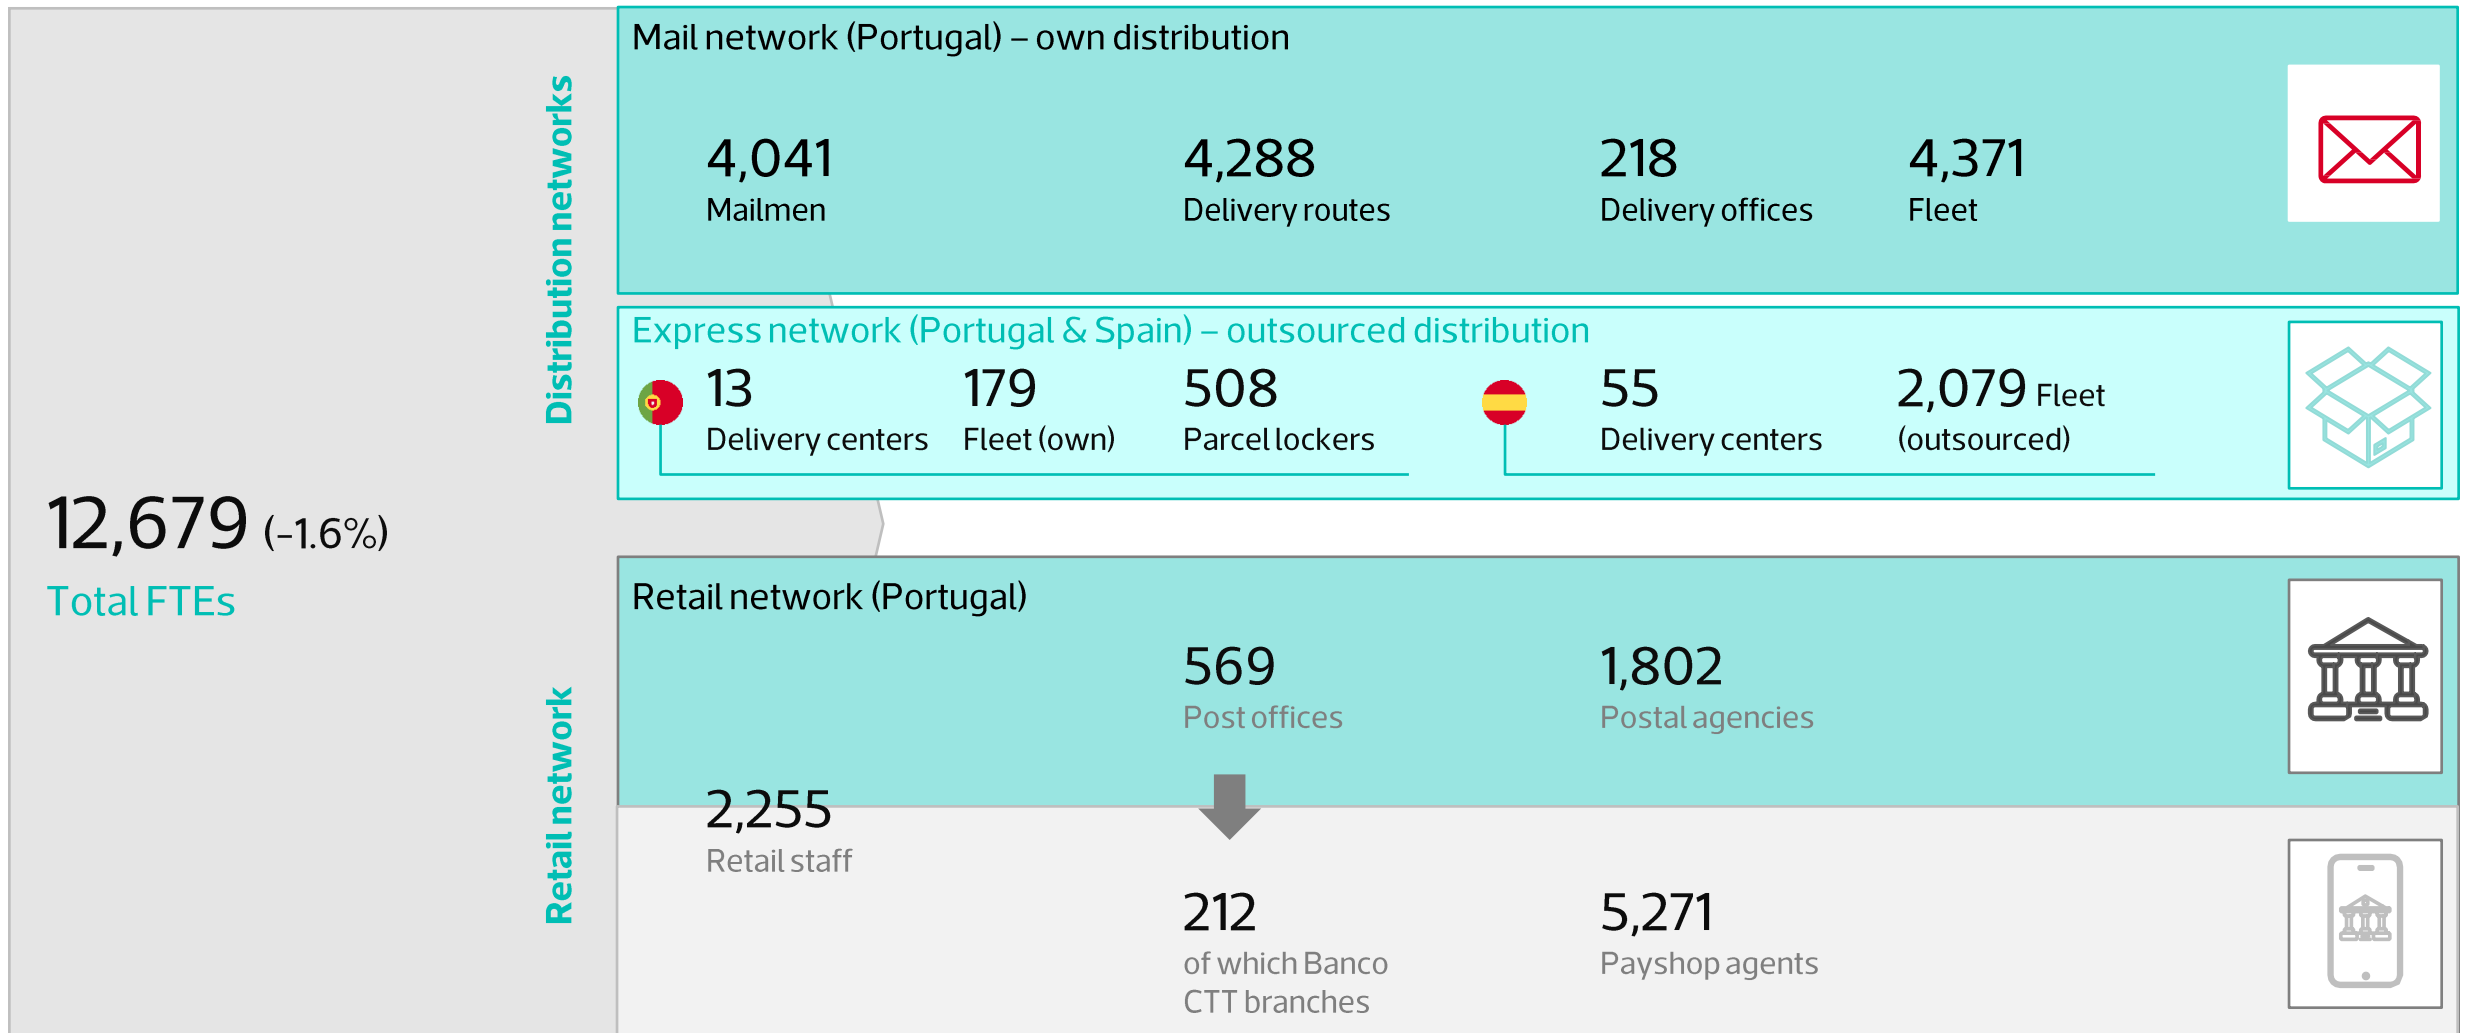 12,679 (-1.6%)
Total FTEs
Distribution networks
Mail network (Portugal) – own distribution
4,041
Mailmen
4,288
Delivery routes
218
Delivery offices
4,371
Fleet
Express network (Portugal & Spain) – outsourced distribution
13
Delivery centers
179
Fleet (own)
508
Parcel lockers
55
Delivery centers
2,079 Fleet
(outsourced)
Retail network
Retail network (Portugal)
2,255
Retail staff
569
Post offices
1,802
Postal agencies
212
of which Banco
CTT branches
5,271
Payshop agents